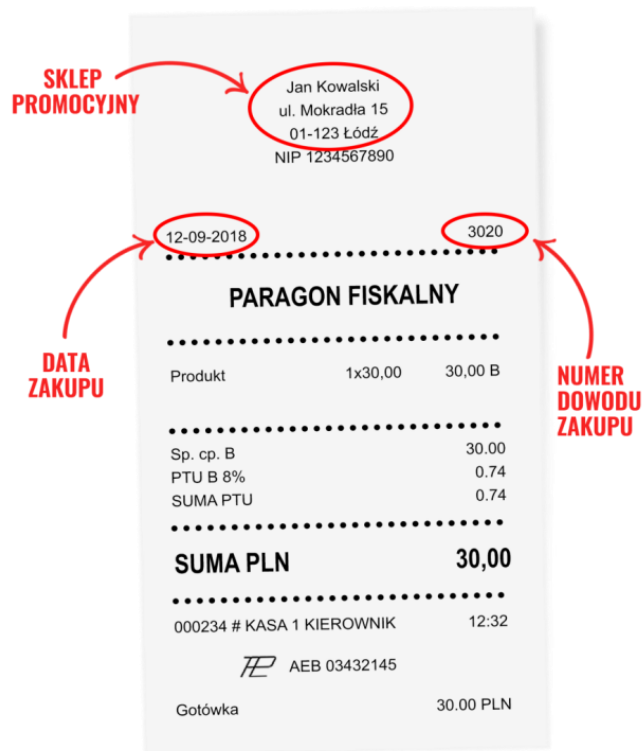 SKLEP
PROMOCYJNY
Jan Kowalski
ul. Mokradła 15
01-123 Łódź
NIP 1234567890
12-09-2018 3020
PARAGON FISKALNY
DATA
ZAKUPU
NUMER
DOWODU
ZAKUPU
Produkt 1x30,00 30,00 B
Sp. cp. B 30.00
PTU B 8% 0.74
SUMA PTU 0.74
SUMA PLN 30,00
000234 # KASA 1 KIEROWNIK 12:32
AEB 03432145
Gotówka 30.00 PLN